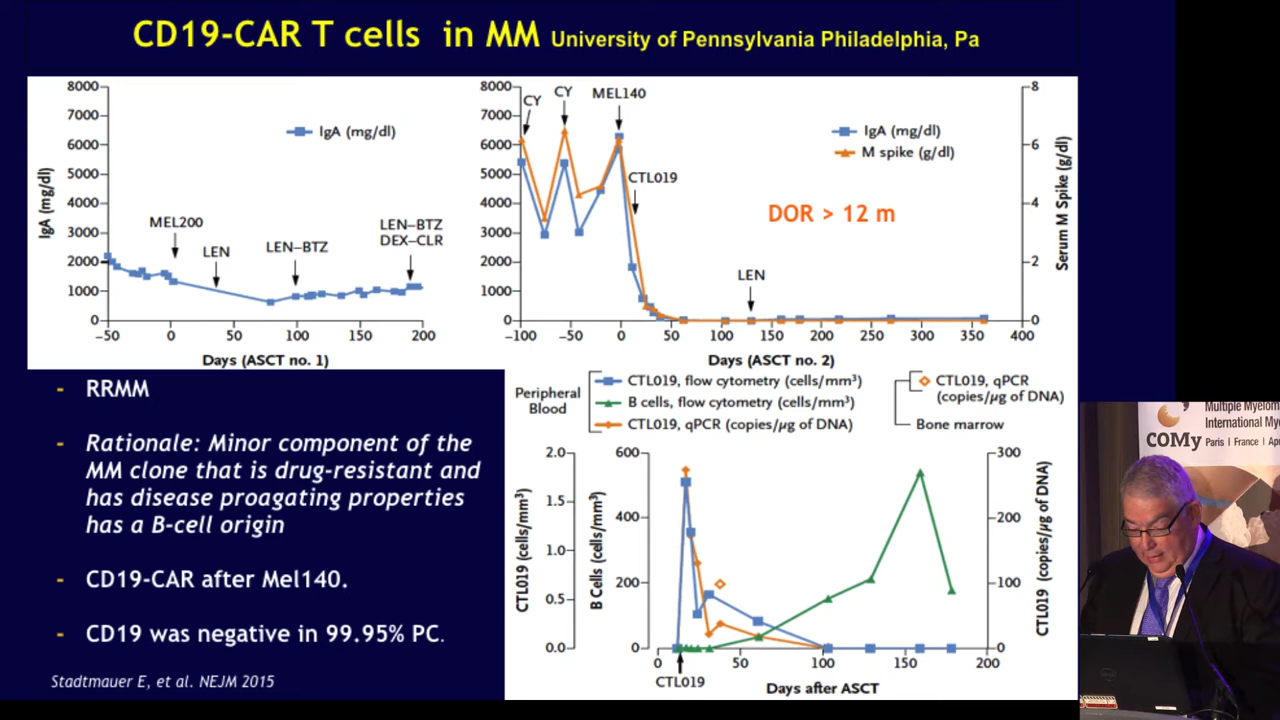 CD19-CAR T cells in MM University of Pennsylvania Philadelphia, Pa
8000
7000
6000
5000
4000
3000
2000
1000
0
IgA (mg/dl)
IgA (mg/dl)
MEL200
LEN
LEN–BTZ
LEN–BTZ
DEX–CLR
−50
0
50
100
150
200
Days (ASCT no. 1)
8000
7000
6000
5000
4000
3000
2000
1000
0
CY
CY
MEL140
CTL019
LEN
IgA (mg/dl)
M spike (g/dl)
DOR > 12 m
8
6
4
2
0
Serum M Spike (g/dl)
−100
−50
0
50
100
150
200
250
300
350
400
Days (ASCT no. 2)
- RRMM
- Rationale: Minor component of the
MM clone that is drug-resistant and
has disease proagating properties
has a B-cell origin
- CD19-CAR after Mel140.
- CD19 was negative in 99.95% PC.
Stadtmauer E, et al. NEJM 2015
Peripheral
Blood
CTL019, flow cytometry (cells/mm³)
B cells, flow cytometry (cells/mm³)
CTL019, qPCR (copies/µg of DNA)
CTL019, qPCR
(copies/µg of DNA)
Bone marrow
2.0
1.5
1.0
0.5
0.0
CTL019 (cells/mm³)
600
400
200
0
B Cells (cells/mm³)
300
200
100
0
CTL019 (copies/µg of DNA)
0
50
100
150
200
CTL019
Days after ASCT
COMy
Multiple Myelom
International My
Paris | France | Apr
DELL